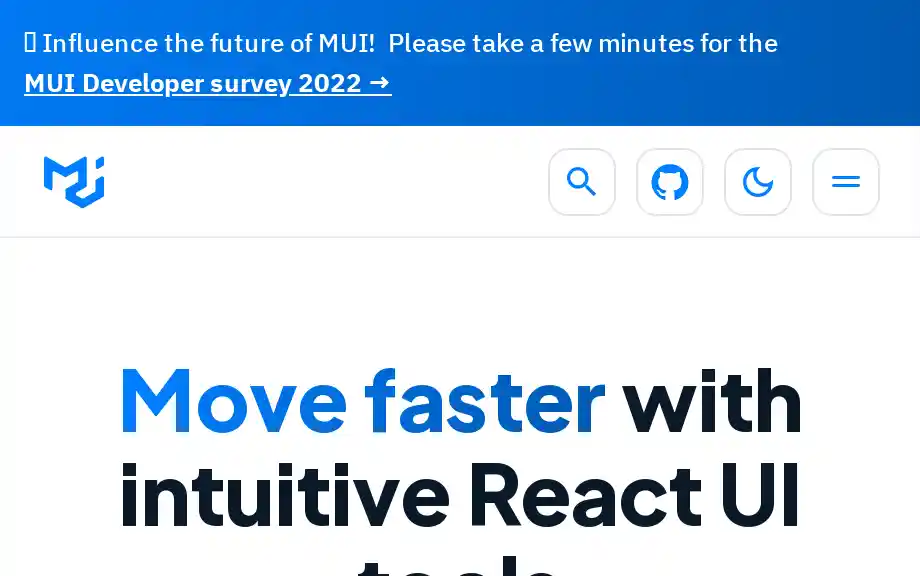 Influence the future of MUI! Please take a few minutes for the
MUI Developer survey 2022 →
Move faster with
intuitive React UI
tools